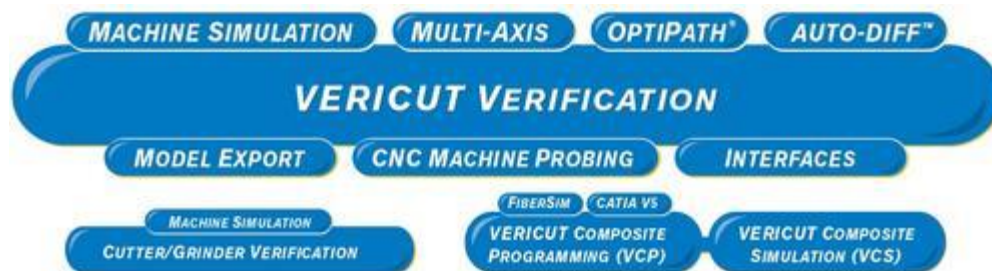 MACHINE SIMULATION
MULTI-AXIS
OPTIPATH®
AUTO-DIFF™
VERICUT VERIFICATION
MODEL EXPORT
CNC MACHINE PROBING
INTERFACES
MACHINE SIMULATION
CUTTER/GRINDER VERIFICATION
FIBERSIM
CATIA V5
VERICUT COMPOSITE
PROGRAMMING (VCP)
VERICUT COMPOSITE
SIMULATION (VCS)